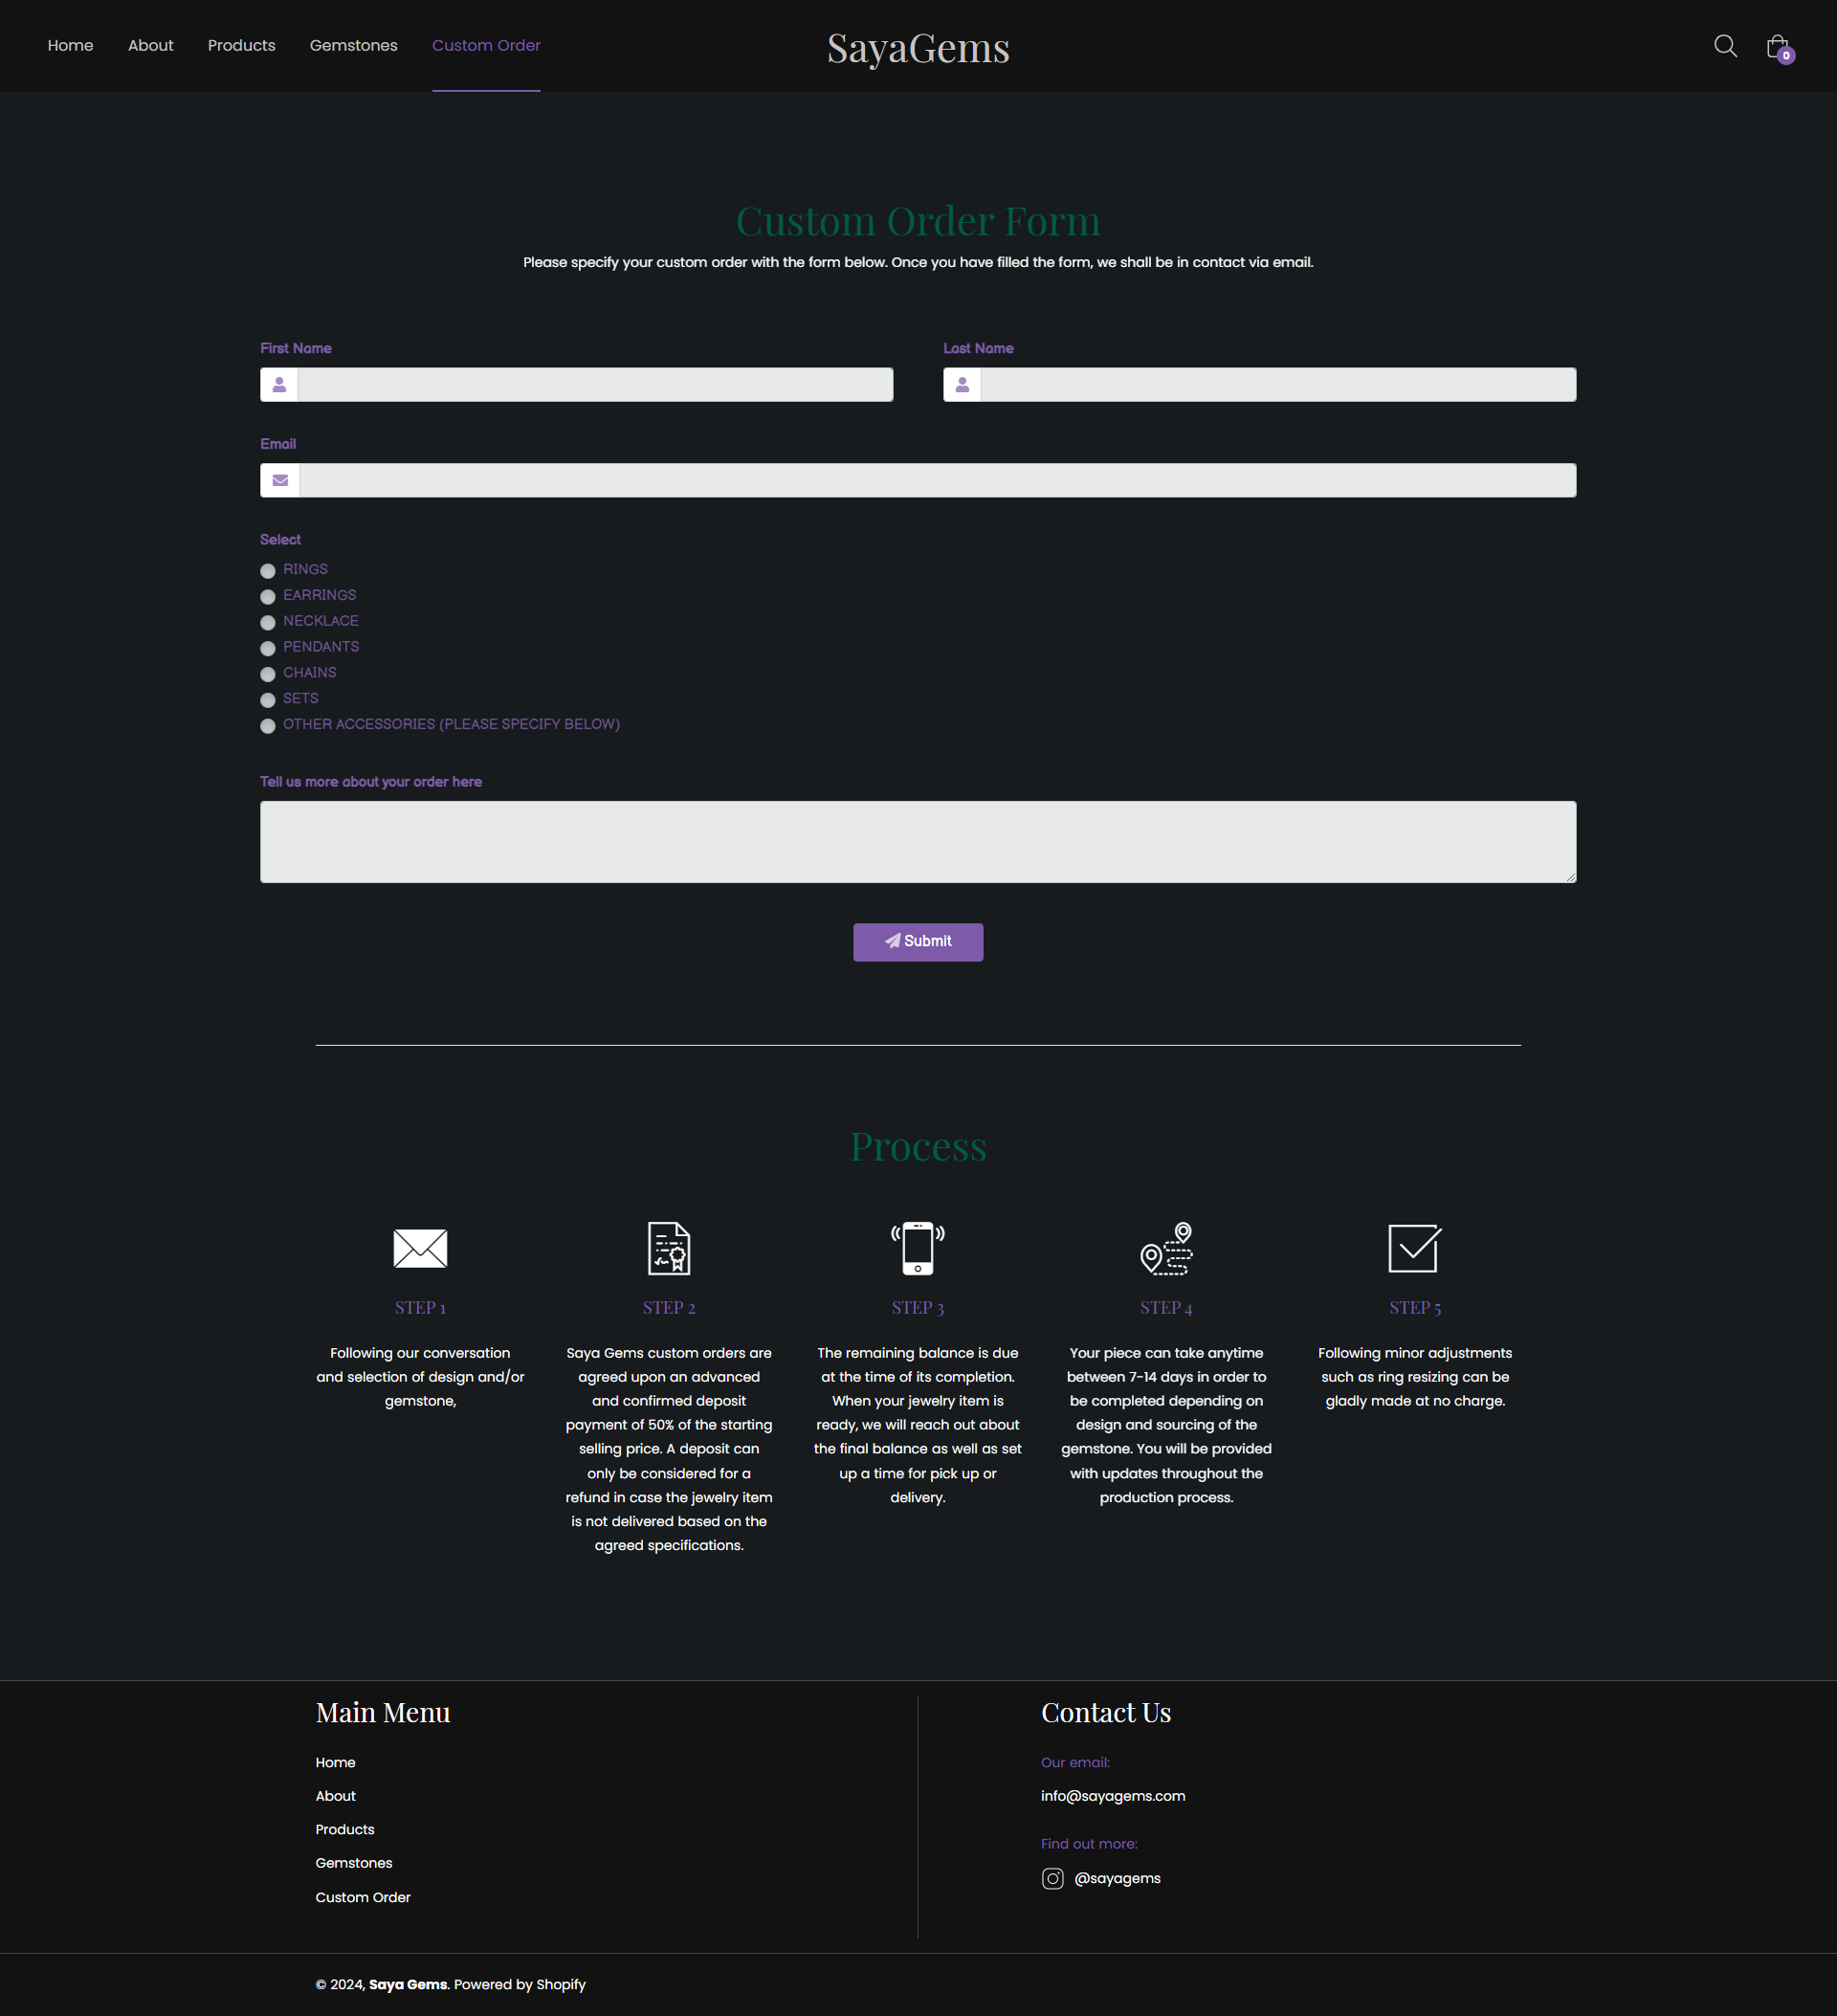 Home About Products Gemstones Custom Order SayaGems 0
Custom Order Form
Please specify your custom order with the form below. Once you have filled the form, we shall be in contact via email.
First Name Last Name
Email
Select
RINGS
EARRINGS
NECKLACE
PENDANTS
CHAINS
SETS
OTHER ACCESSORIES (PLEASE SPECIFY BELOW)
Tell us more about your order here
Submit
Process
STEP 1
Following our conversation
and selection of design and/or
gemstone,
STEP 2
Saya Gems custom orders are
agreed upon an advanced
and confirmed deposit
payment of 50% of the starting
selling price. A deposit can
only be considered for a
refund in case the jewelry item
is not delivered based on the
agreed specifications.
STEP 3
The remaining balance is due
at the time of its completion.
When your jewelry item is
ready, we will reach out about
the final balance as well as set
up a time for pick up or
delivery.
STEP 4
Your piece can take anytime
between 7-14 days in order to
be completed depending on
design and sourcing of the
gemstone. You will be provided
with updates throughout the
production process.
STEP 5
Following minor adjustments
such as ring resizing can be
gladly made at no charge.
Main Menu
Home
About
Products
Gemstones
Custom Order
Contact Us
Our email:
info@sayagems.com
Find out more:
@sayagems
© 2024, Saya Gems. Powered by Shopify